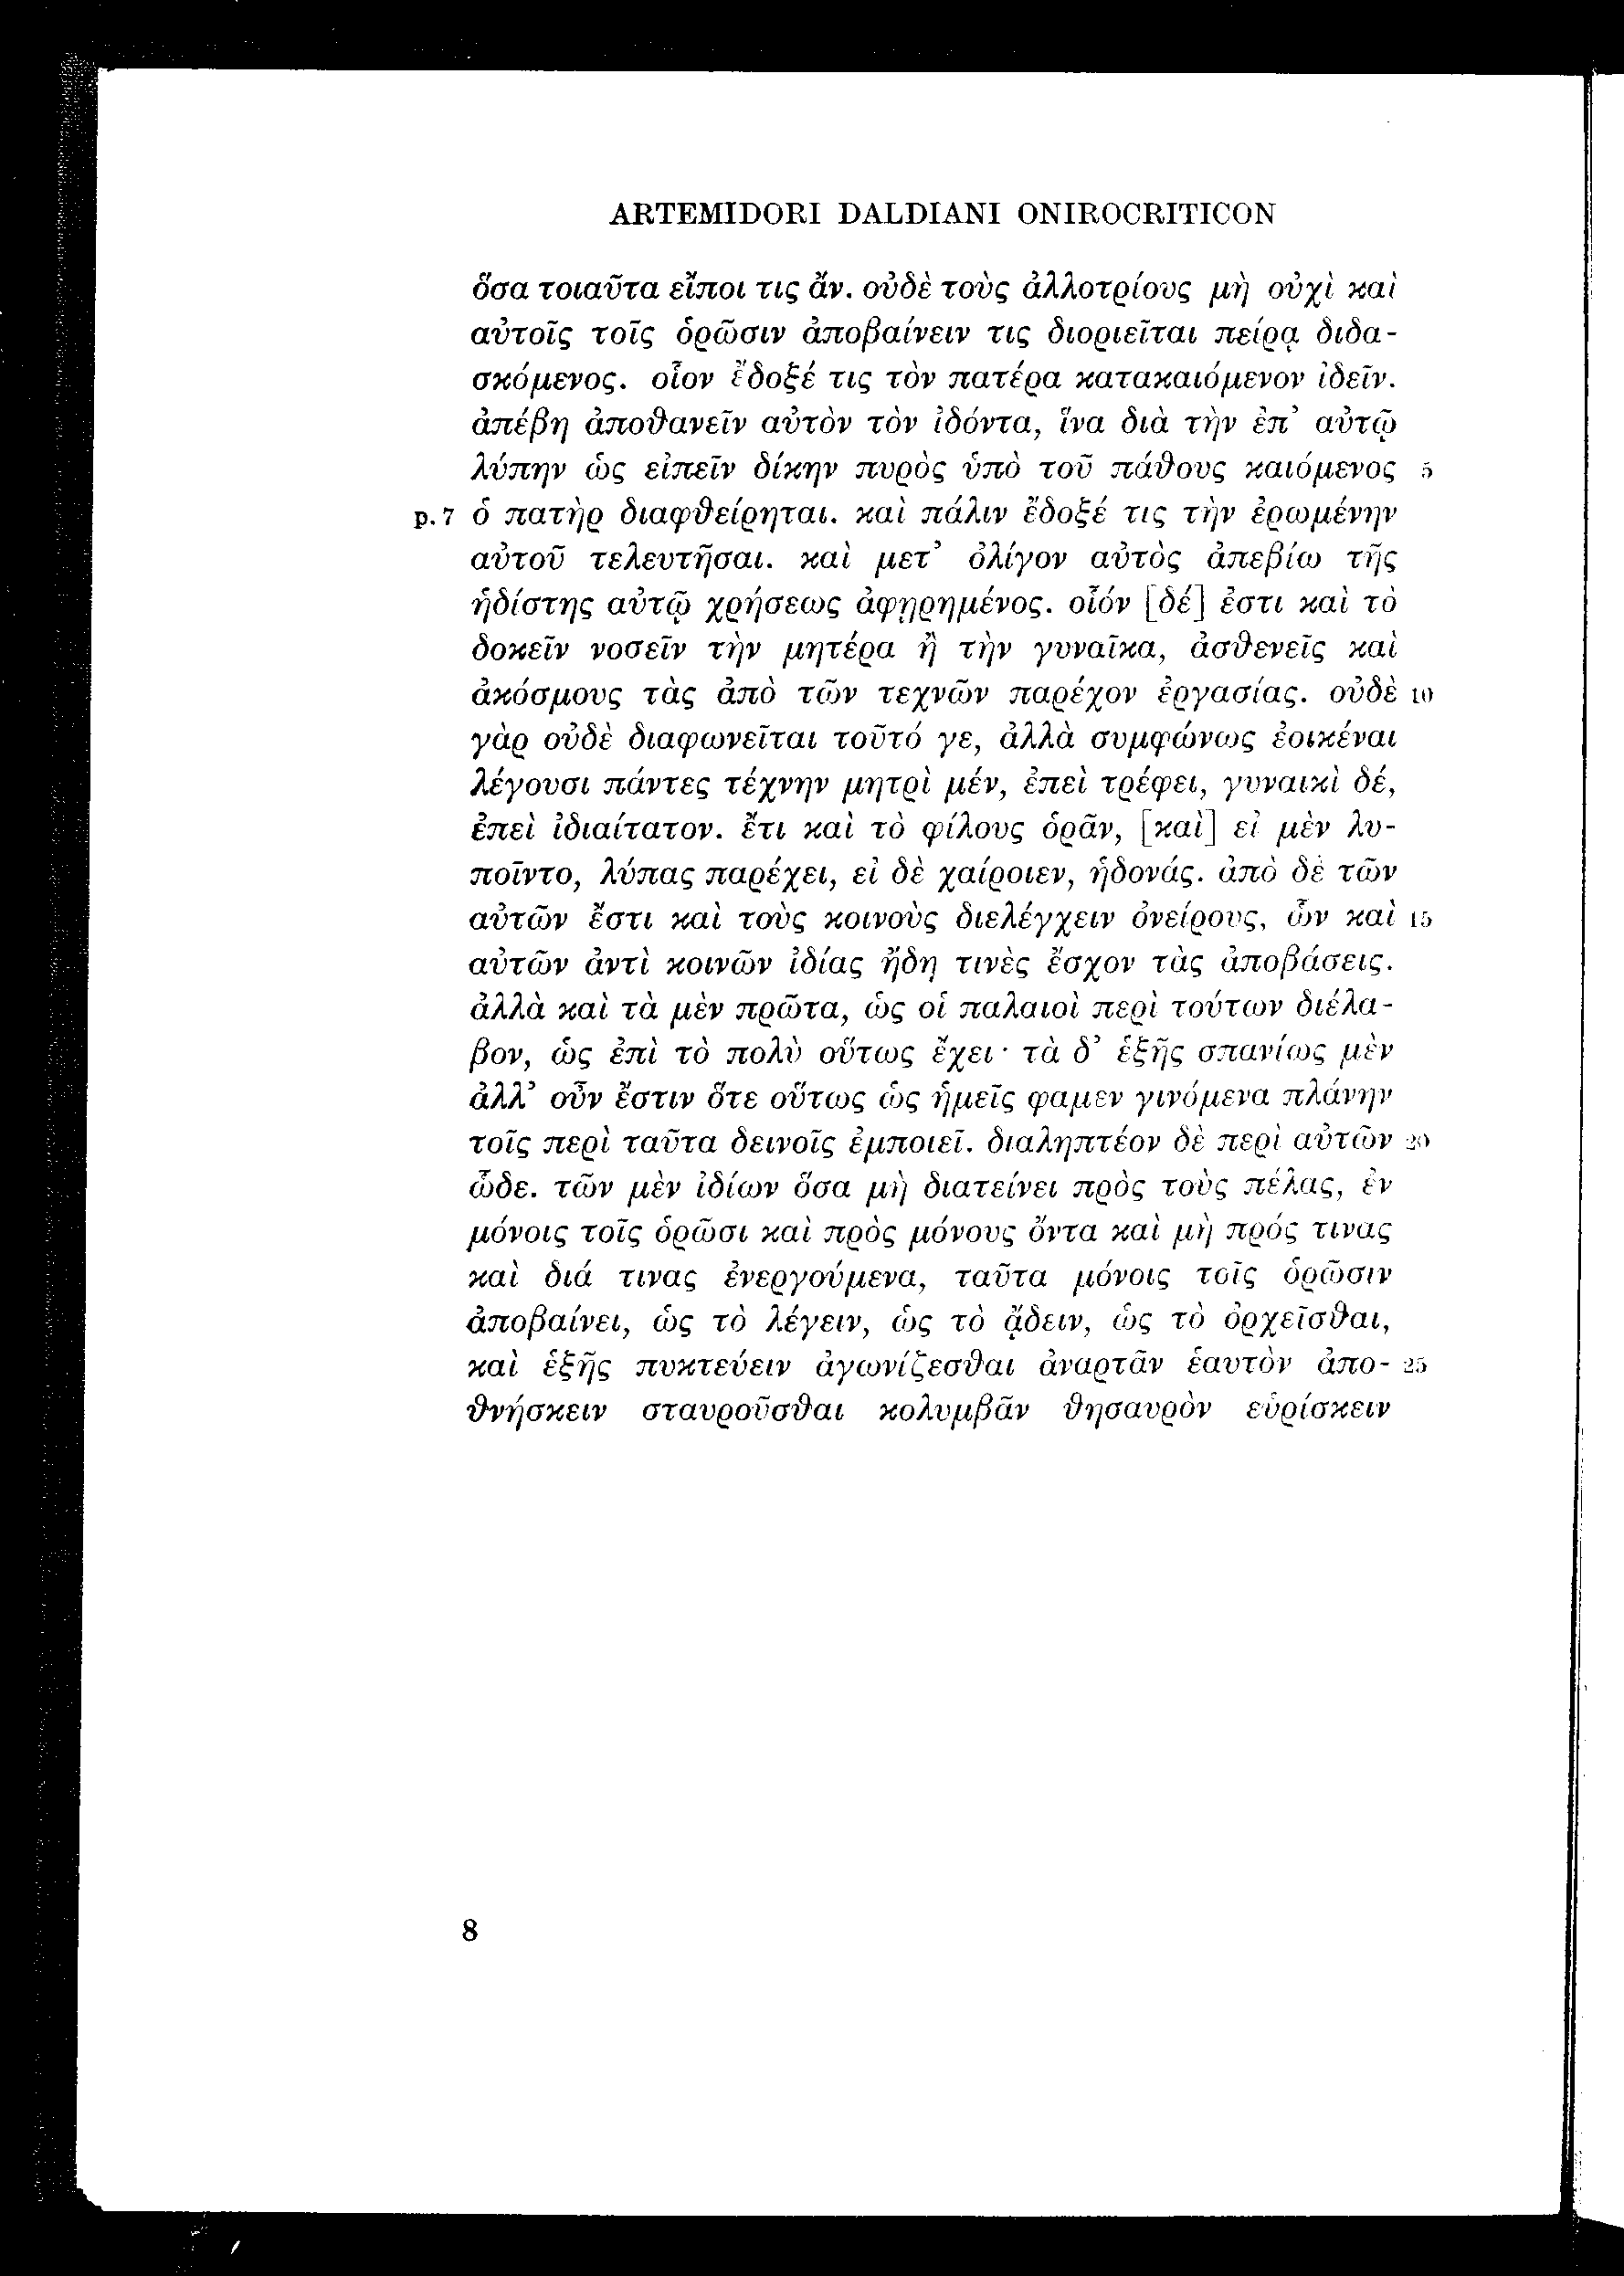 ARTEMIDORI DALDIANI ONIROCRITICON
ὅσα τοιαῦτα εἴποι τις ἄν. οὐδὲ τοὺς ἀλλοτρίους μὴ οὐχὶ καὶ
αὐτοῖς τοῖς ὁρῶσιν ἀποβαίνειν τις διοριεῖται πείρᾳ διδα-
σκόμενος. οἷον ἔδοξέ τις τὸν πατέρα κατακαιόμενον ἰδεῖν.
ἀπέβη ἀποθανεῖν αὐτὸν τὸν ἰδόντα, ἵνα διὰ τὴν ἐπ’ αὐτῷ
λύπην ὡς εἰπεῖν δίκην πυρὸς ὑπὸ τοῦ πάθους καιόμενος 5
p.7 ὁ πατὴρ διαφθείρηται. καὶ πάλιν ἔδοξέ τις τὴν ἐρωμένην
αὐτοῦ τελευτῆσαι. καὶ μετ’ ὀλίγον αὐτὸς ἀπεβίω τῆς
ἡδίστης αὐτῷ χρήσεως ἀφῃρημένος. οἷόν [δέ] ἐστι καὶ τὸ
δοκεῖν νοσεῖν τὴν μητέρα ἢ τὴν γυναῖκα, ἀσθενεῖς καὶ
ἀκόσμους τὰς ἀπὸ τῶν τεχνῶν παρέχον ἐργασίας. οὐδὲ 10
γὰρ οὐδὲ διαφωνεῖται τοῦτό γε, ἀλλὰ συμφώνως ἐοικέναι
λέγουσι πάντες τέχνην μητρὶ μέν, ἐπεὶ τρέφει, γυναικὶ δέ,
ἐπεὶ ἰδιαίτατον. ἔτι καὶ τὸ φίλους ὁρᾶν, [καὶ] εἰ μὲν λυ-
ποῖντο, λύπας παρέχει, εἰ δὲ χαίροιεν, ἡδονάς. ἀπὸ δὲ τῶν
αὐτῶν ἔστι καὶ τοὺς κοινοὺς διελέγχειν ὀνείρους, ὧν καὶ 15
αὐτῶν ἀντὶ κοινῶν ἰδίας ἤδη τινὲς ἔσχον τὰς ἀποβάσεις.
ἀλλὰ καὶ τὰ μὲν πρῶτα, ὡς οἱ παλαιοὶ περὶ τούτων διέλα-
βον, ὡς ἐπὶ τὸ πολὺ οὕτως ἔχει· τὰ δ’ ἑξῆς σπανίως μὲν
ἀλλ’ οὖν ἔστιν ὅτε οὕτως ὡς ἡμεῖς φαμεν γινόμενα πλάνην
τοῖς περὶ ταῦτα δεινοῖς ἐμποιεῖ. διαληπτέον δὲ περὶ αὐτῶν 20
ὧδε. τῶν μὲν ἰδίων ὅσα μὴ διατείνει πρὸς τοὺς πέλας, ἐν
μόνοις τοῖς ὁρῶσι καὶ πρὸς μόνους ὄντα καὶ μὴ πρός τινας
καὶ διά τινας ἐνεργούμενα, ταῦτα μόνοις τοῖς ὁρῶσιν
ἀποβαίνει, ὡς τὸ λέγειν, ὡς τὸ ᾄδειν, ὡς τὸ ὀρχεῖσθαι,
καὶ ἑξῆς πυκτεύειν ἀγωνίζεσθαι ἀναρτᾶν ἑαυτὸν ἀπο- 25
θνήσκειν σταυροῦσθαι κολυμβᾶν θησαυρὸν εὑρίσκειν
8